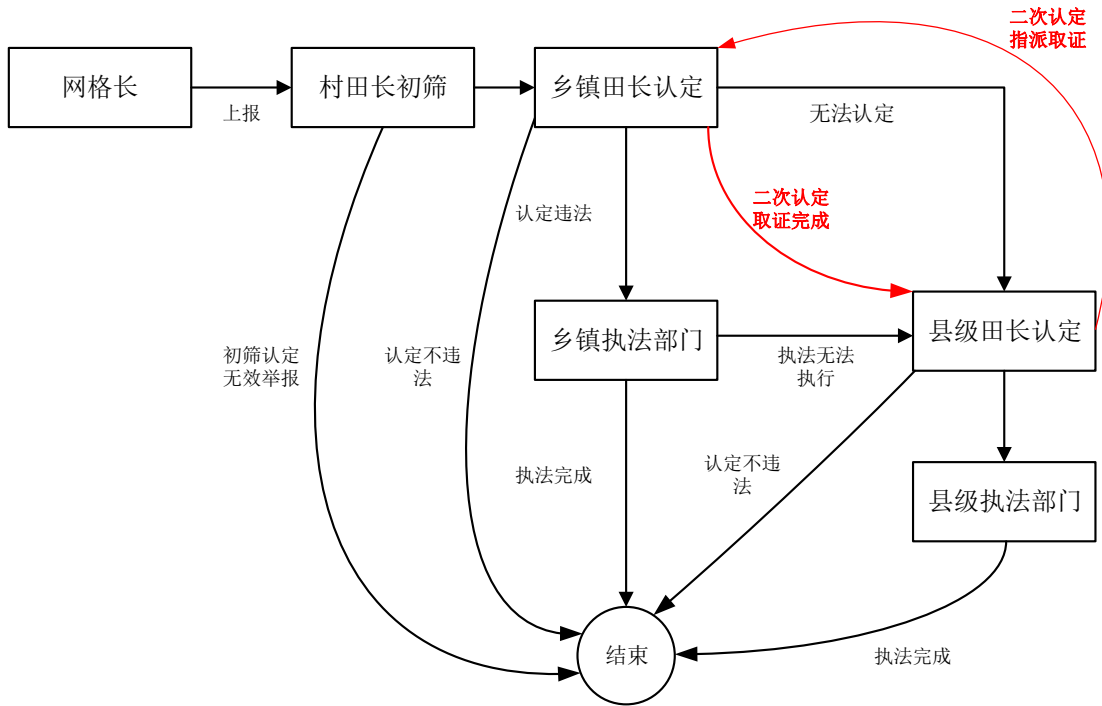 二次认定
指派取证
网格长
上报
村田长初筛
乡镇田长认定
无法认定
认定违法
二次认定
取证完成
初筛认定
无效举报
认定不违
法
乡镇执法部门
执法无法
执行
县级田长认定
执法完成
认定不违
法
县级执法部门
结束
执法完成